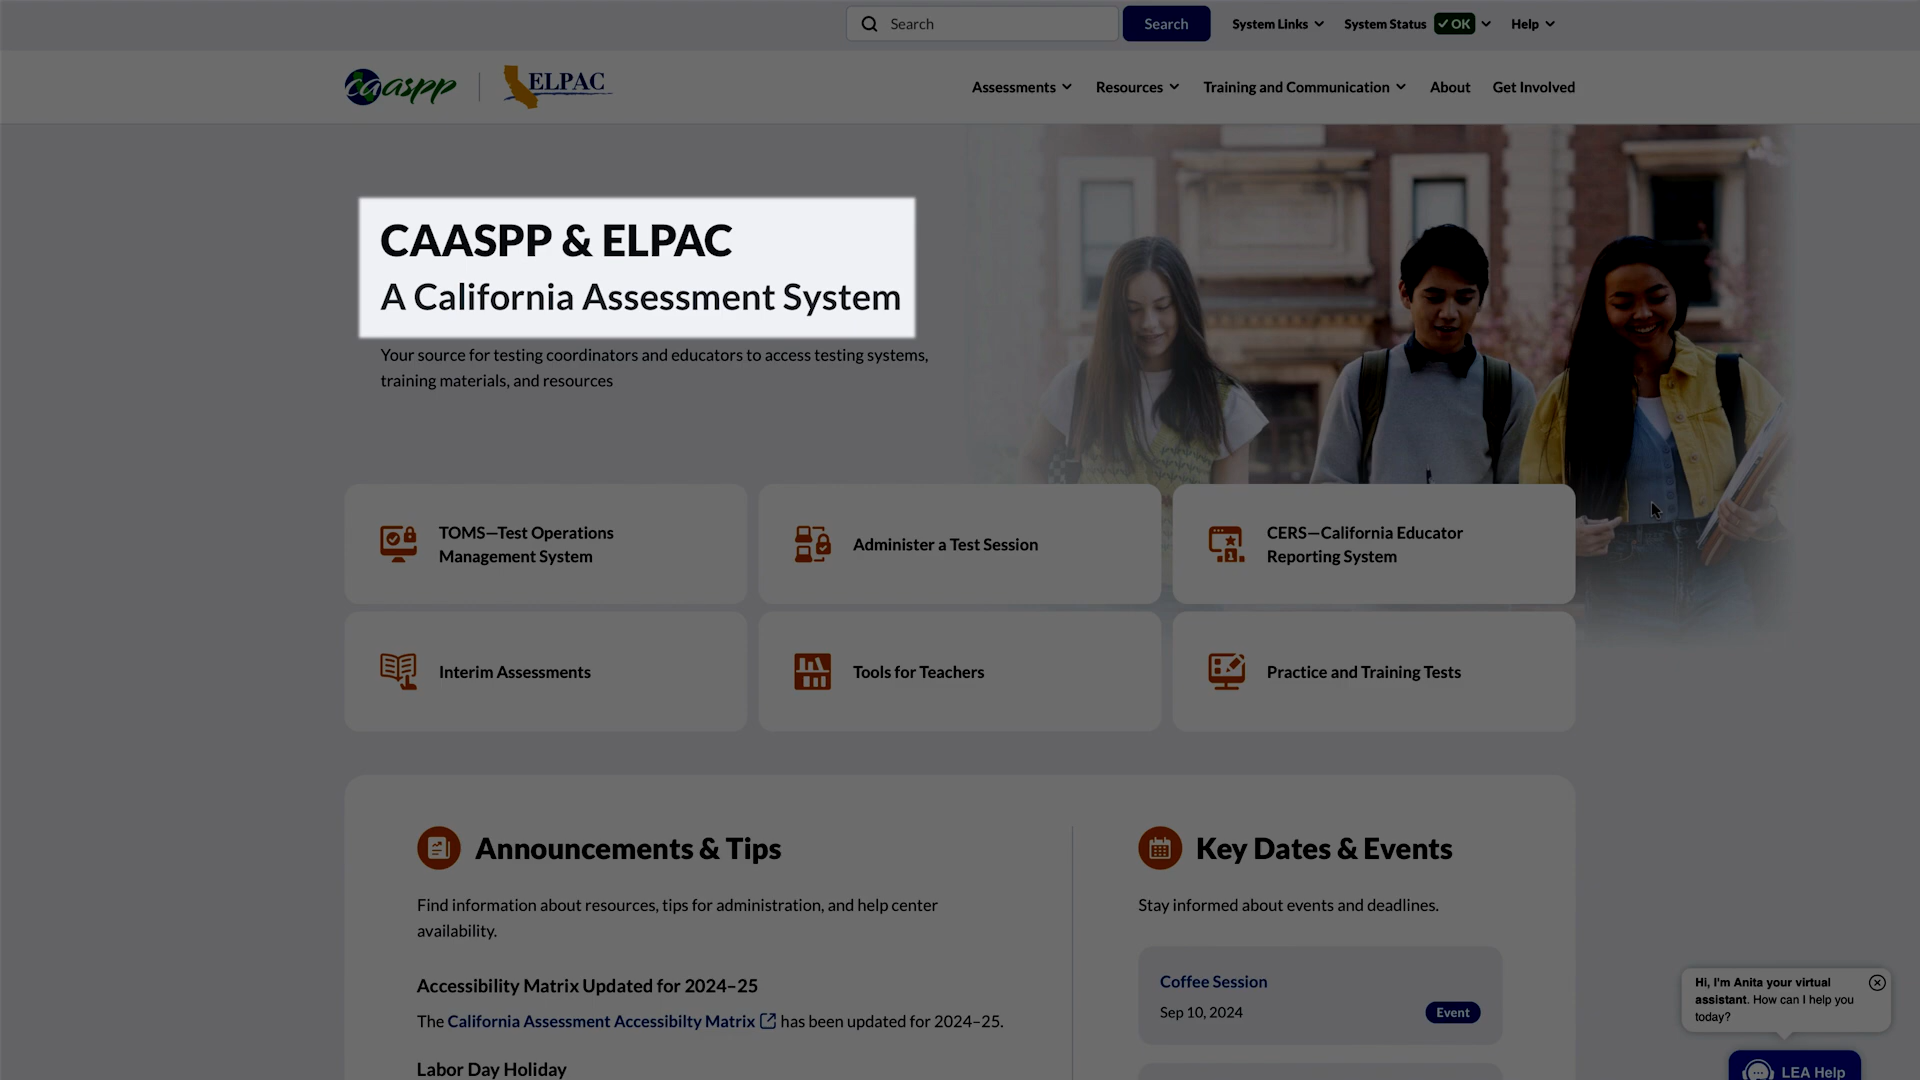 Search
Search
System Links
System Status
OK
Help
caaspp
ELPAC
Assessments
Resources
Training and Communication
About
Get Involved
CAASPP & ELPAC
A California Assessment System
Your source for testing coordinators and educators to access testing systems,
training materials, and resources
TOMS—Test Operations
Management System
Administer a Test Session
CERS—California Educator
Reporting System
Interim Assessments
Tools for Teachers
Practice and Training Tests
Announcements & Tips
Find information about resources, tips for administration, and help center
availability.
Accessibility Matrix Updated for 2024–25
The California Assessment Accessibilty Matrix has been updated for 2024–25.
Labor Day Holiday
Key Dates & Events
Stay informed about events and deadlines.
Coffee Session
Sep 10, 2024
Event
Hi, I'm Anita your virtual
assistant. How can I help you
today?
LEA Help